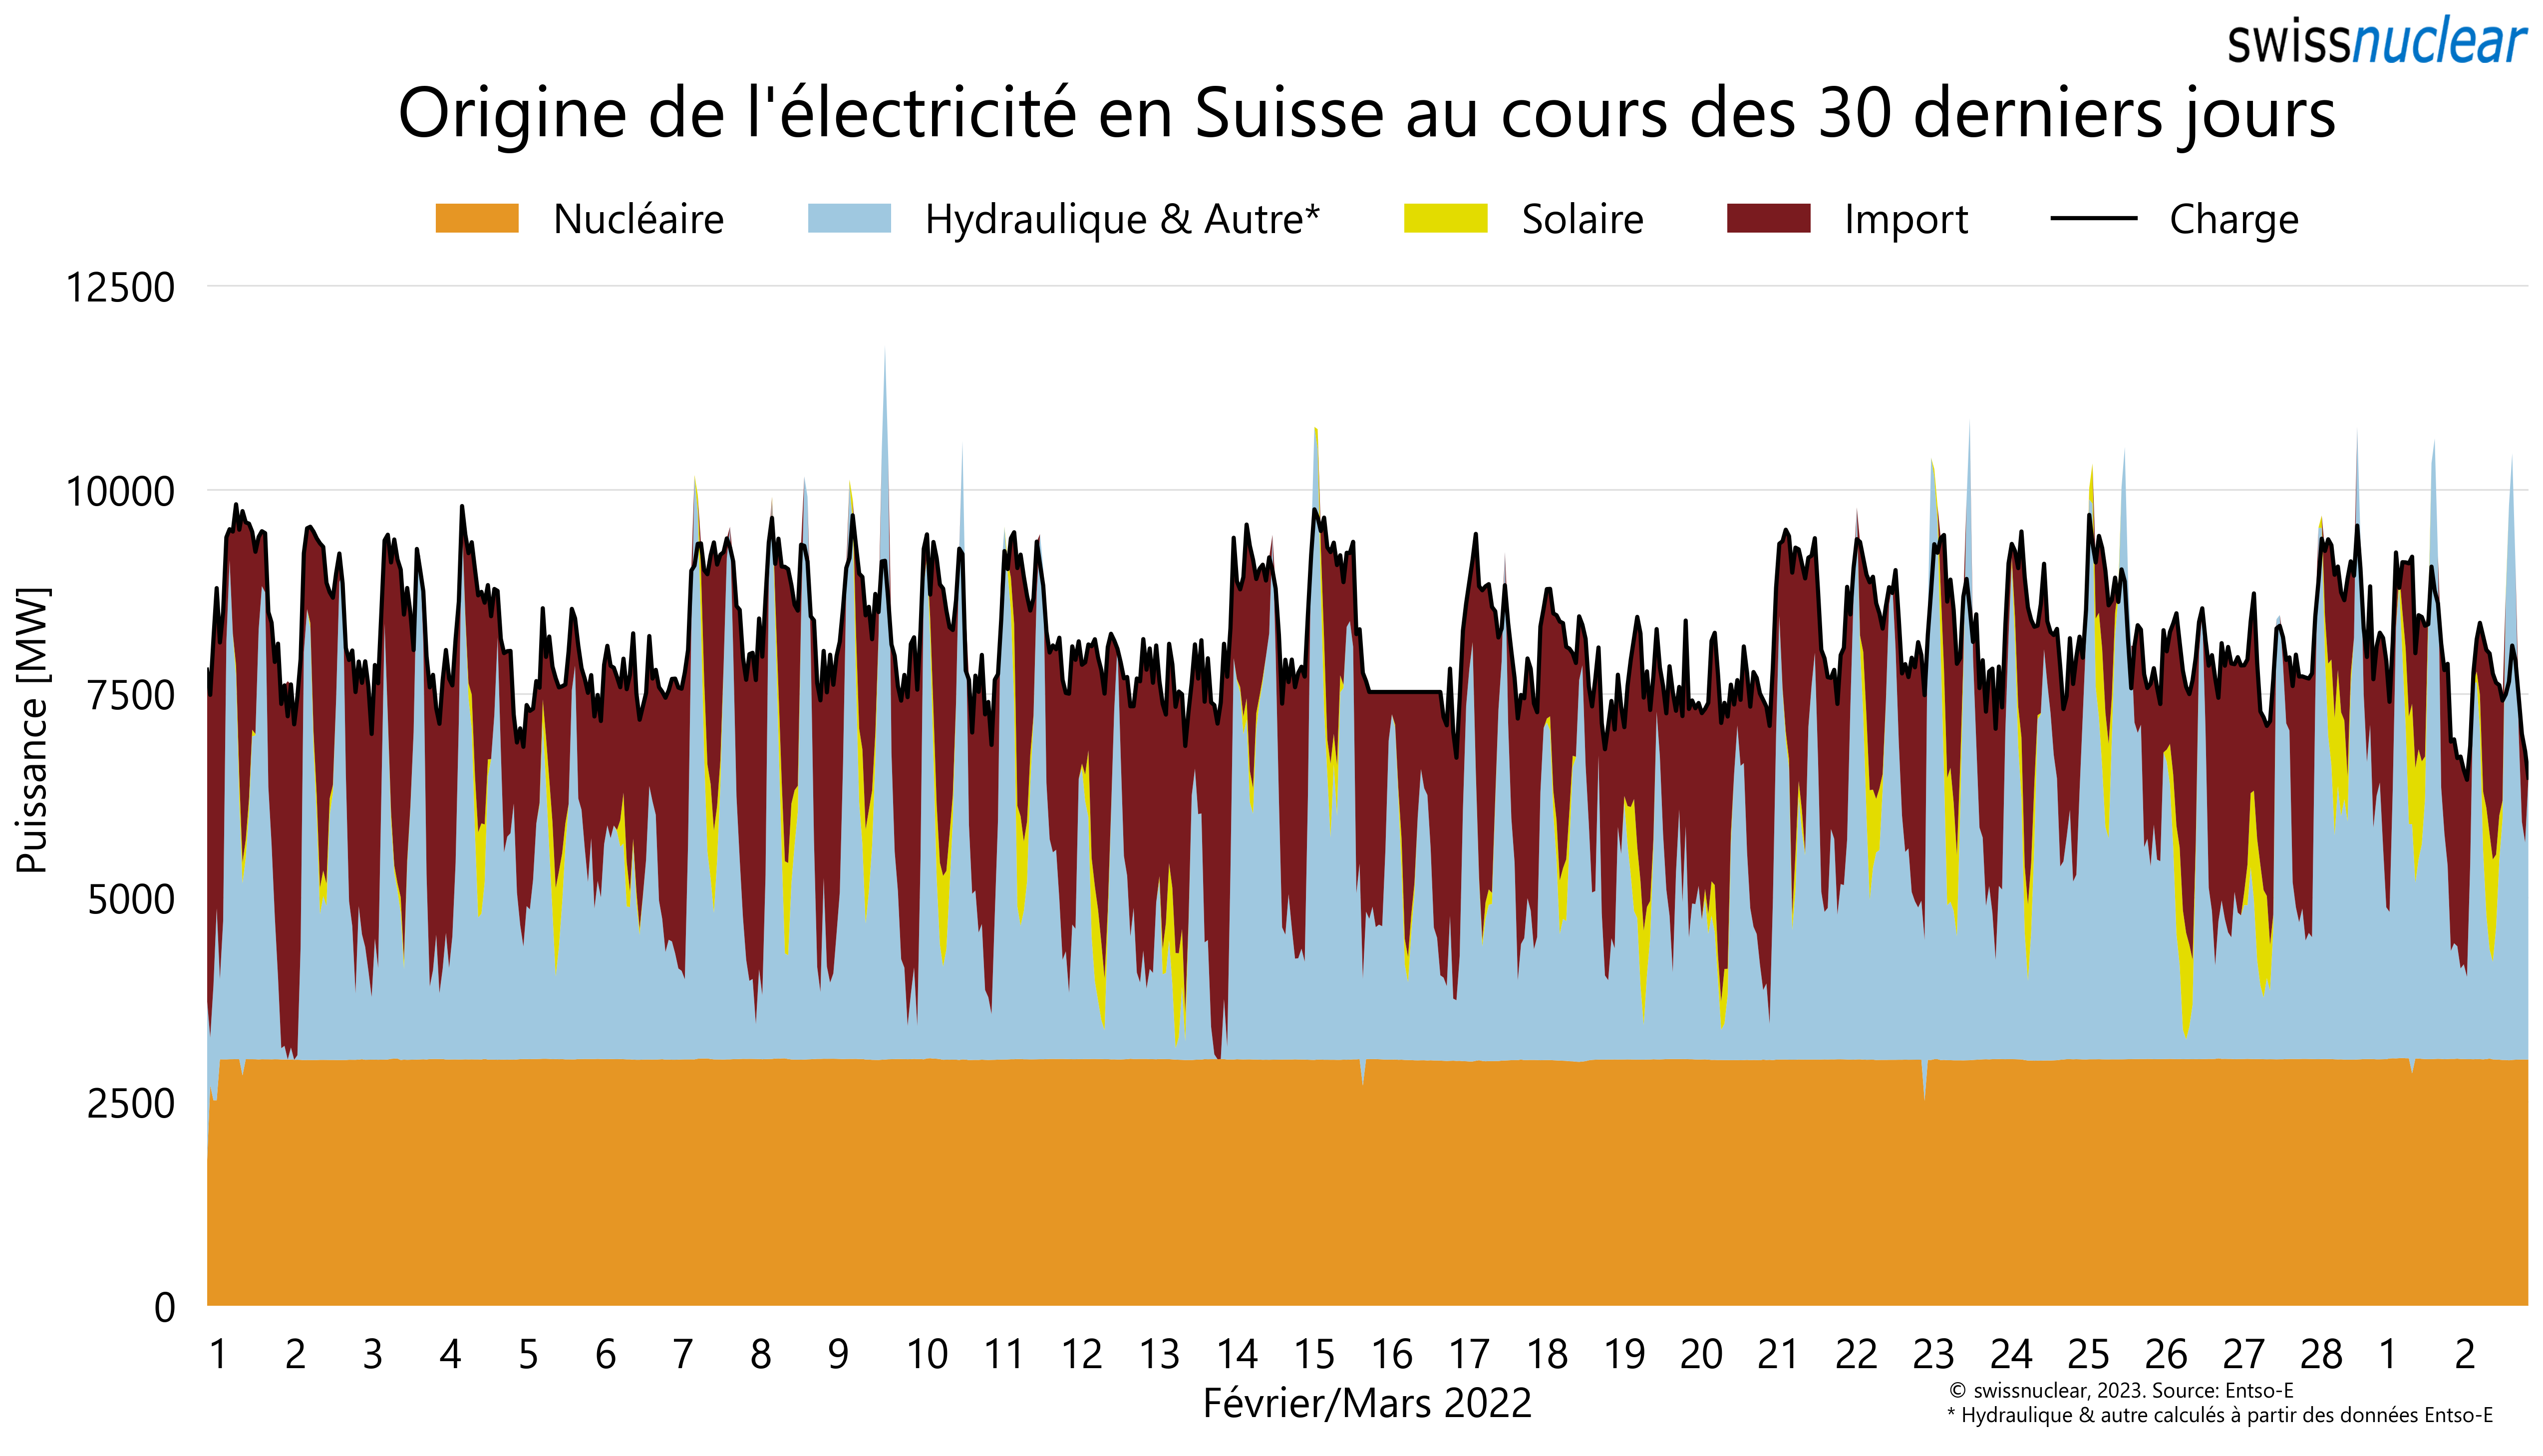 swissnuclear
Origine de l'électricité en Suisse au cours des 30 derniers jours
Nucléaire Hydraulique & Autre* Solaire Import Charge
12500
10000
7500
5000
2500
0
Puissance [MW]
1 2 3 4 5 6 7 8 9 10 11 12 13 14 15 16 17 18 19 20 21 22 23 24 25 26 27 28 1 2
Février/Mars 2022
© swissnuclear, 2023. Source: Entso-E
* Hydraulique & autre calculés à partir des données Entso-E